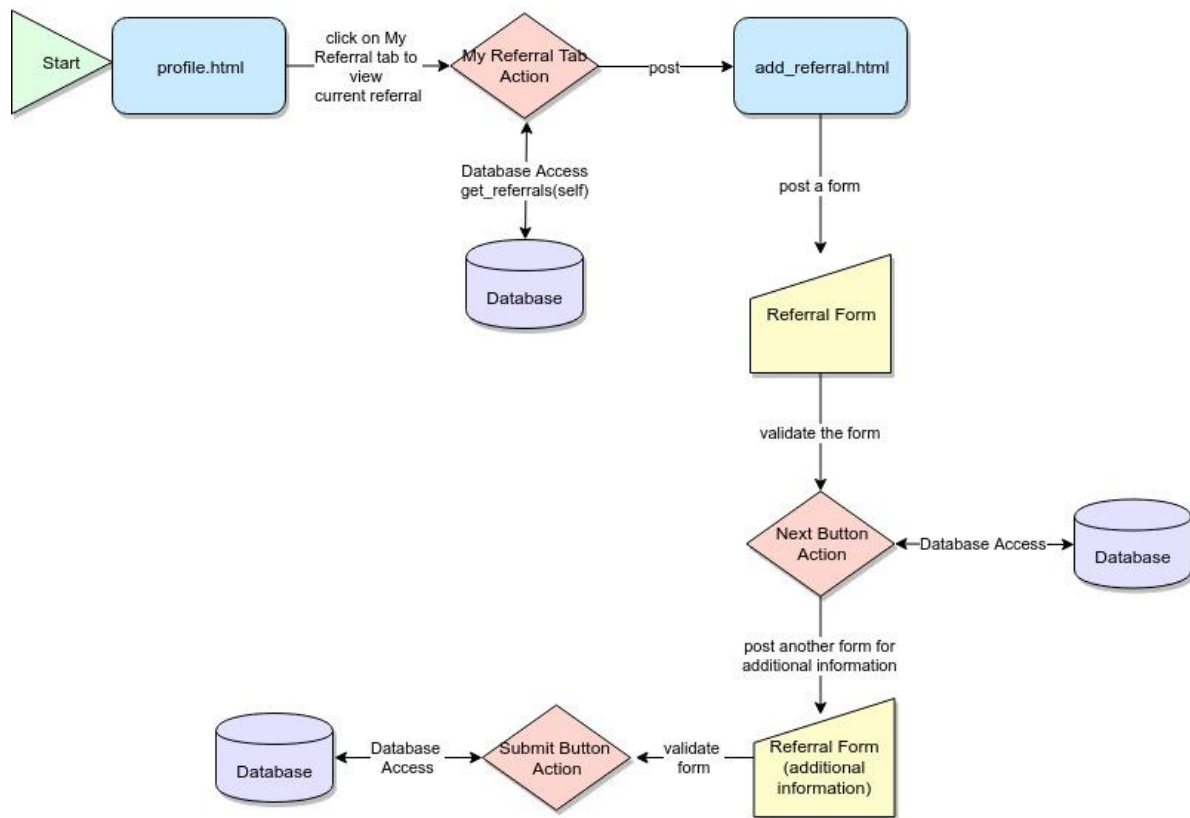 Start
profile.html
click on My
Referral tab to
view
current referral
My Referral Tab
Action
post
add_referral.html
Database Access
get_referrals(self)
Database
post a form
Referral Form
validate the form
Next Button
Action
Database Access
Database
post another form for
additional information
Referral Form
(additional
information)
validate
form
Submit Button
Action
Database
Access
Database